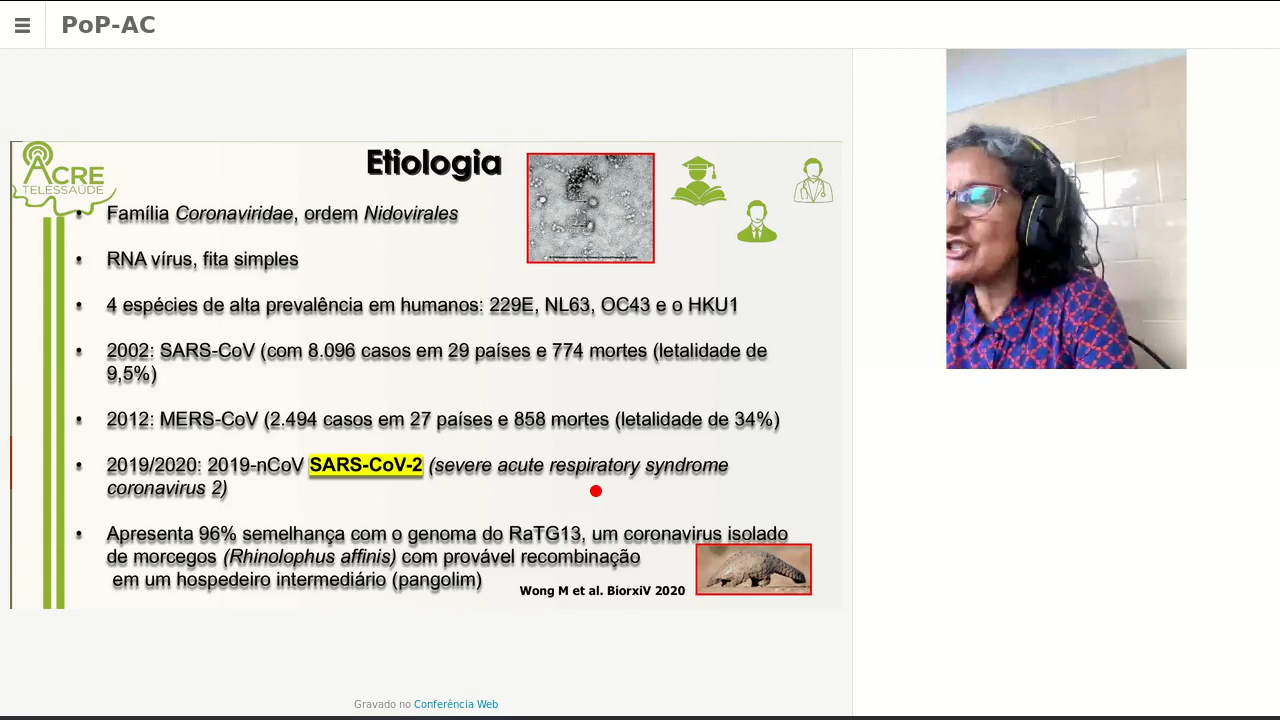 PoP-AC
Etiologia
ACRE
TELESSAÚDE
• Família Coronaviridae, ordem Nidovirales
• RNA vírus, fita simples
• 4 espécies de alta prevalência em humanos: 229E, NL63, OC43 e o HKU1
• 2002: SARS-CoV (com 8.096 casos em 29 países e 774 mortes (letalidade de
9,5%)
• 2012: MERS-CoV (2.494 casos em 27 países e 858 mortes (letalidade de 34%)
• 2019/2020: 2019-nCoV SARS-CoV-2 (severe acute respiratory syndrome
coronavirus 2)
• Apresenta 96% semelhança com o genoma do RaTG13, um coronavirus isolado
de morcegos (Rhinolophus affinis) com provável recombinação
em um hospedeiro intermediário (pangolim)
Wong M et al. BiorxiV 2020
Gravado no Conferência Web